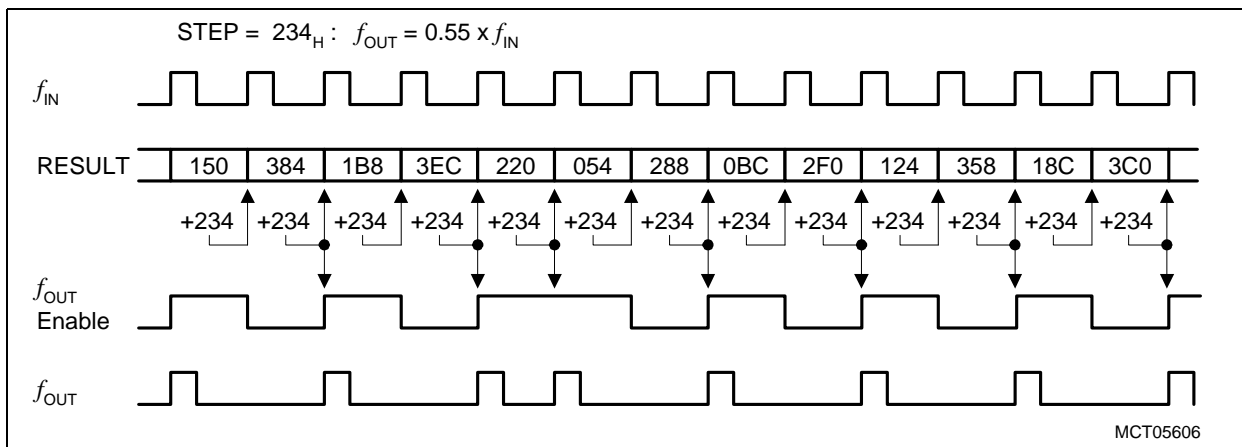 STEP = 234H : fOUT = 0.55 x fIN
fIN
RESULT 150 384 1B8 3EC 220 054 288 0BC 2F0 124 358 18C 3C0
+234 +234 +234 +234 +234 +234 +234 +234 +234 +234 +234 +234 +234
fOUT
Enable
fOUT
MCT05606